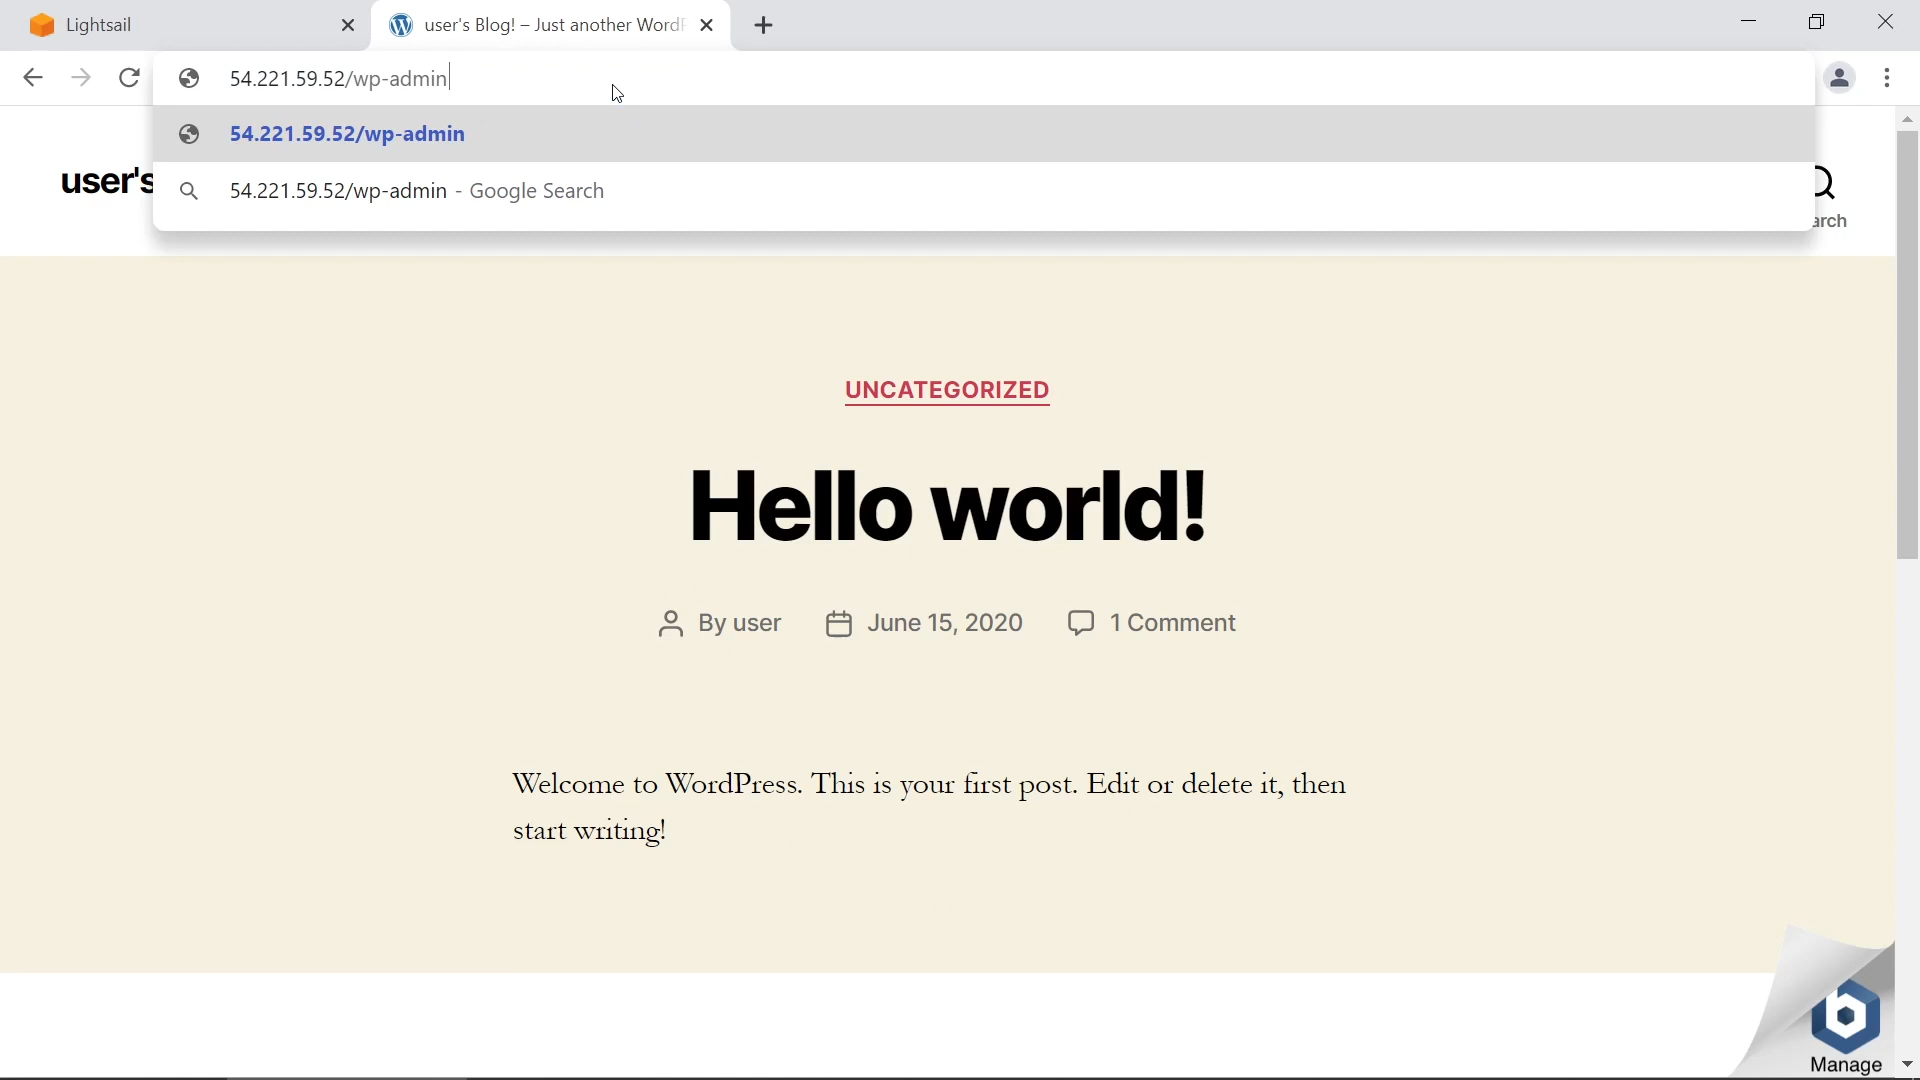 Lightsail
user's Blog! – Just another WordP
54.221.59.52/wp-admin
54.221.59.52/wp-admin
54.221.59.52/wp-admin - Google Search
user's
arch
UNCATEGORIZED
Hello world!
By user June 15, 2020 1 Comment
Welcome to WordPress. This is your first post. Edit or delete it, then
start writing!
b
Manage